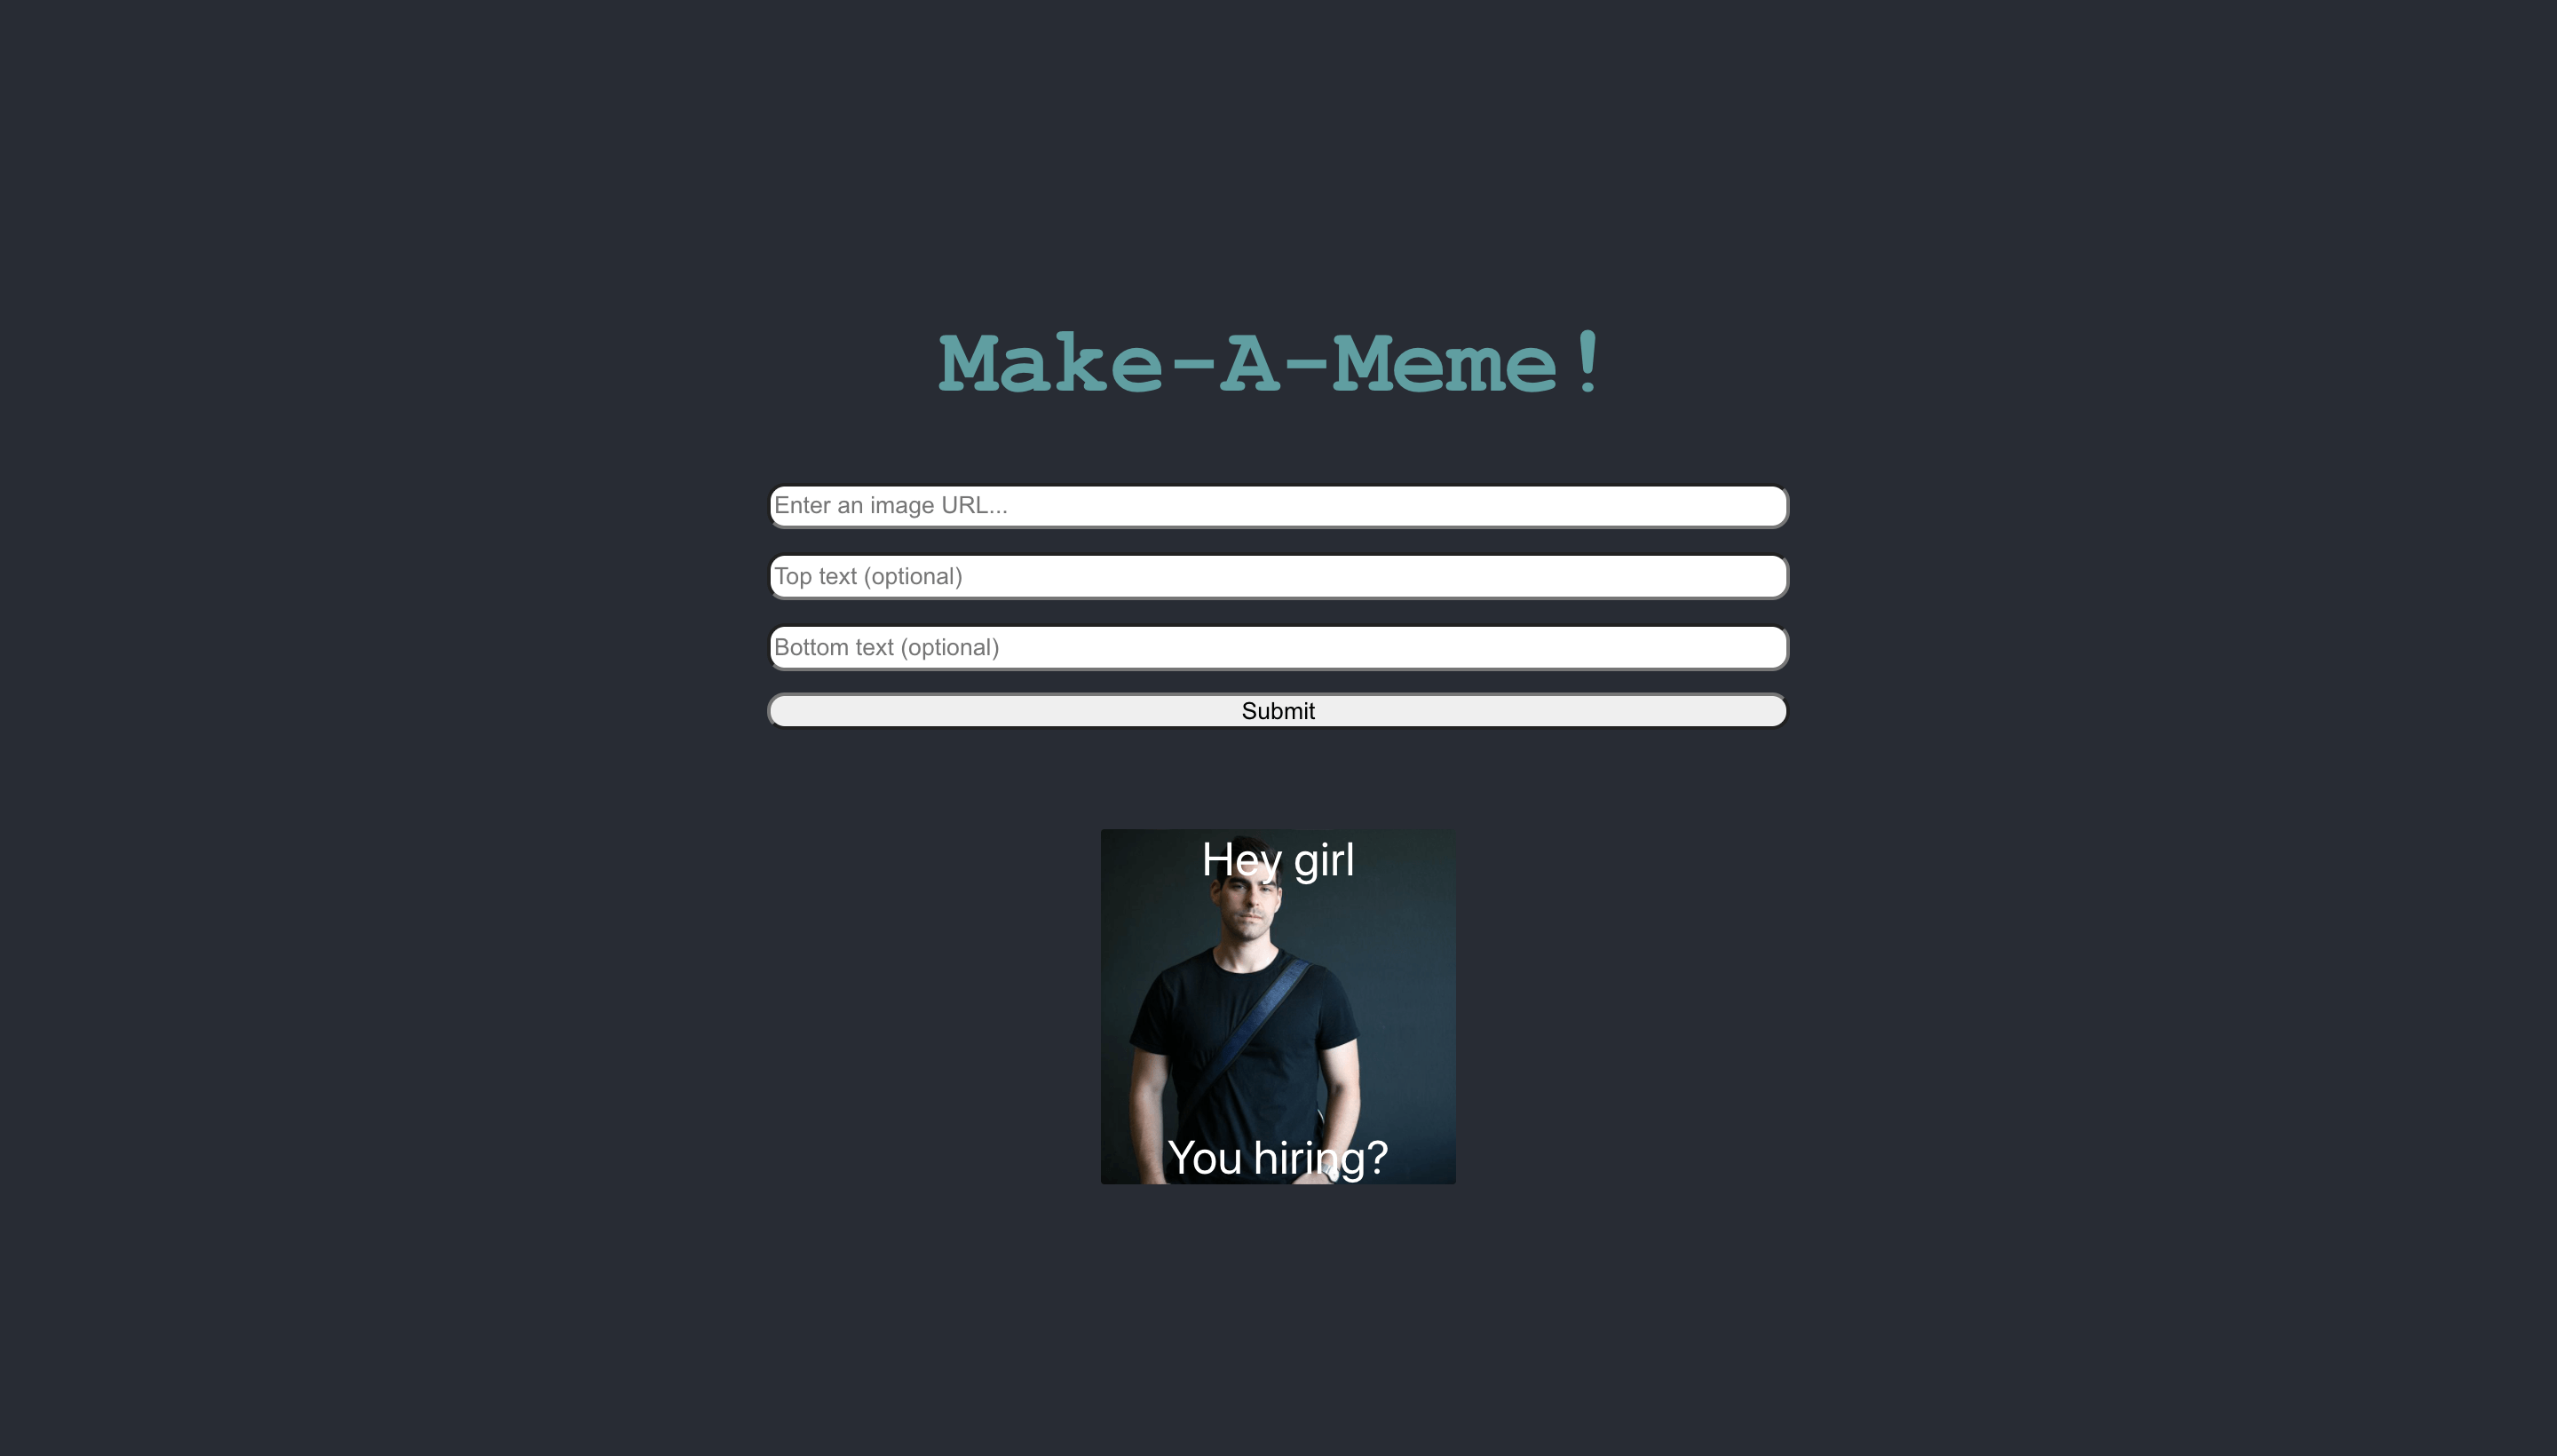 Make-A-Meme!
Enter an image URL...
Top text (optional)
Bottom text (optional)
Submit
Hey girl
You hiring?